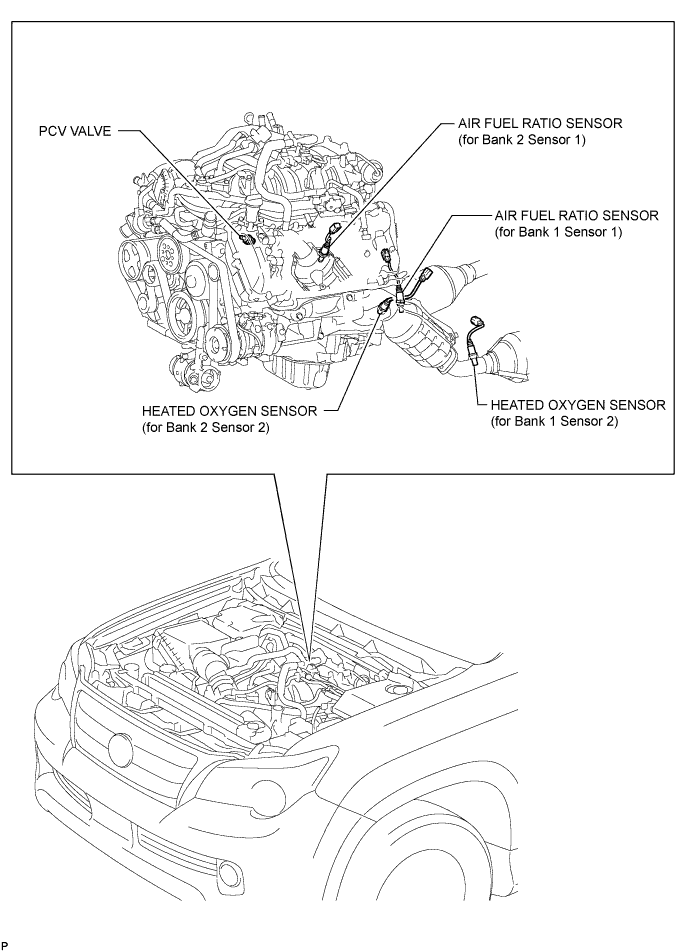 AIR FUEL RATIO SENSOR
(for Bank 2 Sensor 1)
PCV VALVE
AIR FUEL RATIO SENSOR
(for Bank 1 Sensor 1)
HEATED OXYGEN SENSOR
(for Bank 1 Sensor 2)
HEATED OXYGEN SENSOR
(for Bank 2 Sensor 2)
P